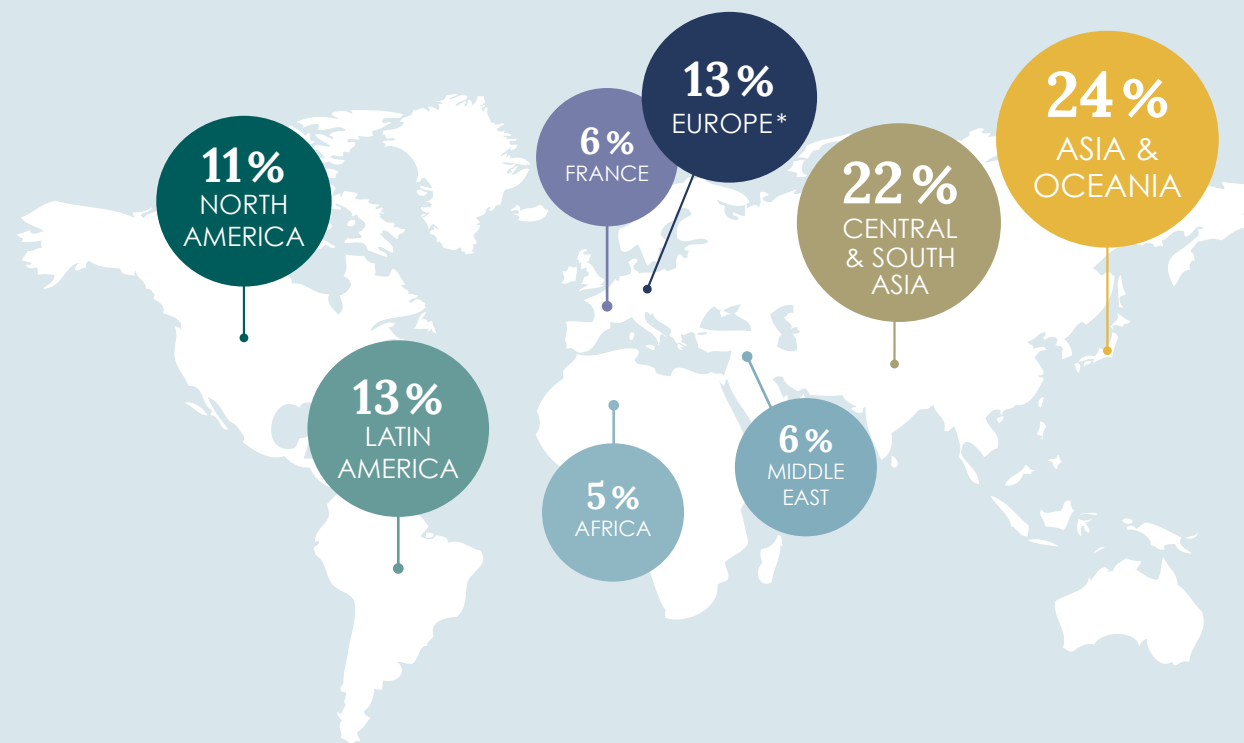 11%
NORTH
AMERICA
13%
LATIN
AMERICA
6%
FRANCE
13%
EUROPE*
5%
AFRICA
6%
MIDDLE
EAST
22%
CENTRAL
& SOUTH
ASIA
24%
ASIA &
OCEANIA